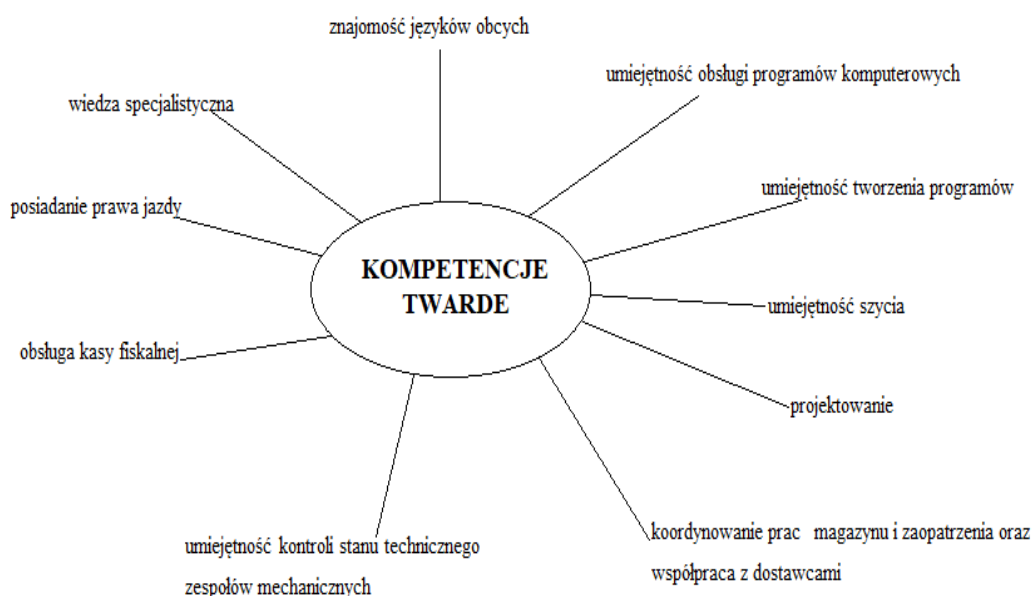 znajomość języków obcych
umiejętność obsługi programów komputerowych
wiedza specjalistyczna
umiejętność tworzenia programów
posiadanie prawa jazdy
KOMPETENCJE
TWARDE
umiejętność szycia
obsługa kasy fiskalnej
projektowanie
koordynowanie prac magazynu i zaopatrzenia oraz
współpraca z dostawcami
umiejętność kontroli stanu technicznego
zespołów mechanicznych